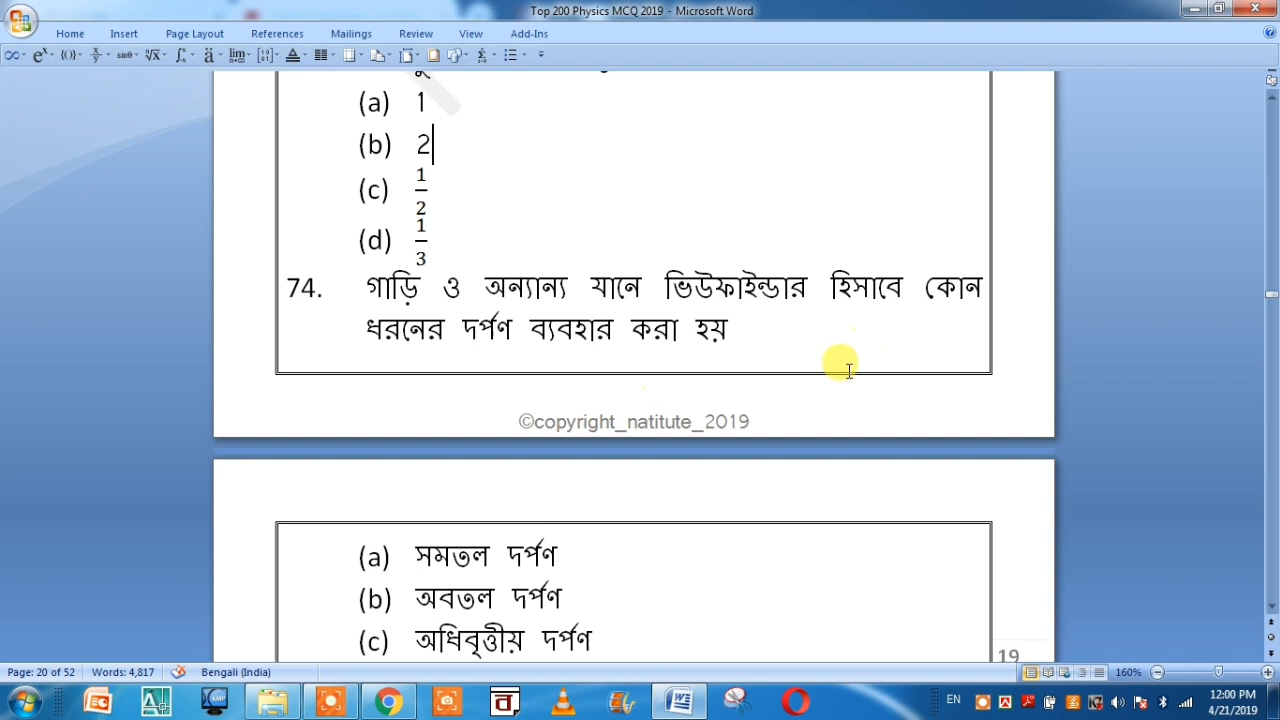 Top 200 Physics MCQ 2019 - Microsoft Word
Home Insert Page Layout References Mailings Review View Add-Ins
(a) 1
(b) 2
(c) 1/2
(d) 1/3
74. গাড়ি ও অন্যান্য যানে ভিউফাইন্ডার হিসাবে কোন
ধরনের দর্পণ ব্যবহার করা হয়
©copyright_natitute_2019
(a) সমতল দর্পণ
(b) অবতল দর্পণ
(c) অধিবৃত্তীয় দর্পণ
19
Page: 20 of 52 Words: 4,817 Bengali (India) 160%
EN 12:00 PM
4/21/2019